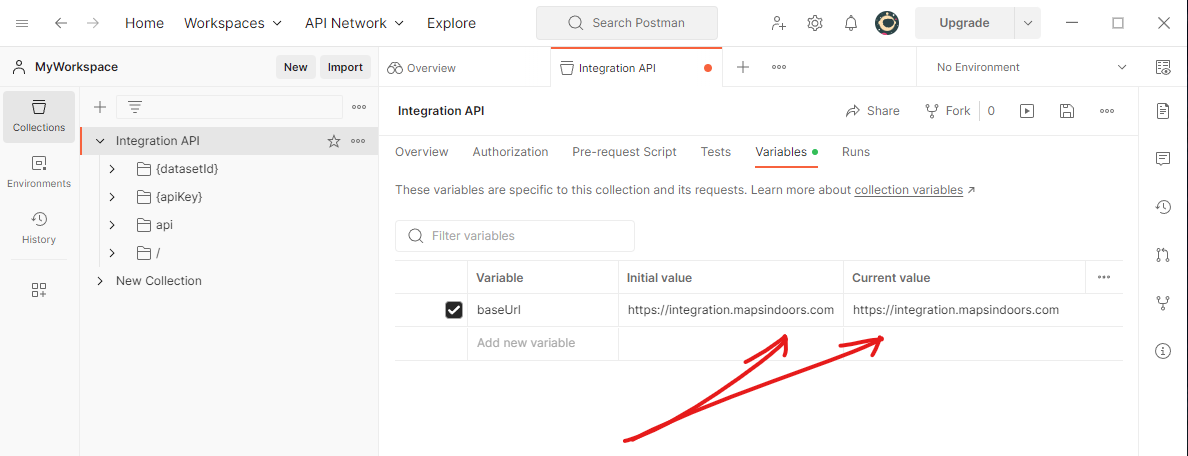 Home Workspaces API Network Explore Search Postman Upgrade
MyWorkspace New Import Overview Integration API No Environment
Collections
Environments
History
Integration API
{datasetId}
{apiKey}
api
/
New Collection
Integration API Share Fork 0
Overview Authorization Pre-request Script Tests Variables Runs
These variables are specific to this collection and its requests. Learn more about collection variables ↗
Filter variables
Variable Initial value Current value
baseUrl https://integration.mapsindoors.com https://integration.mapsindoors.com
Add new variable